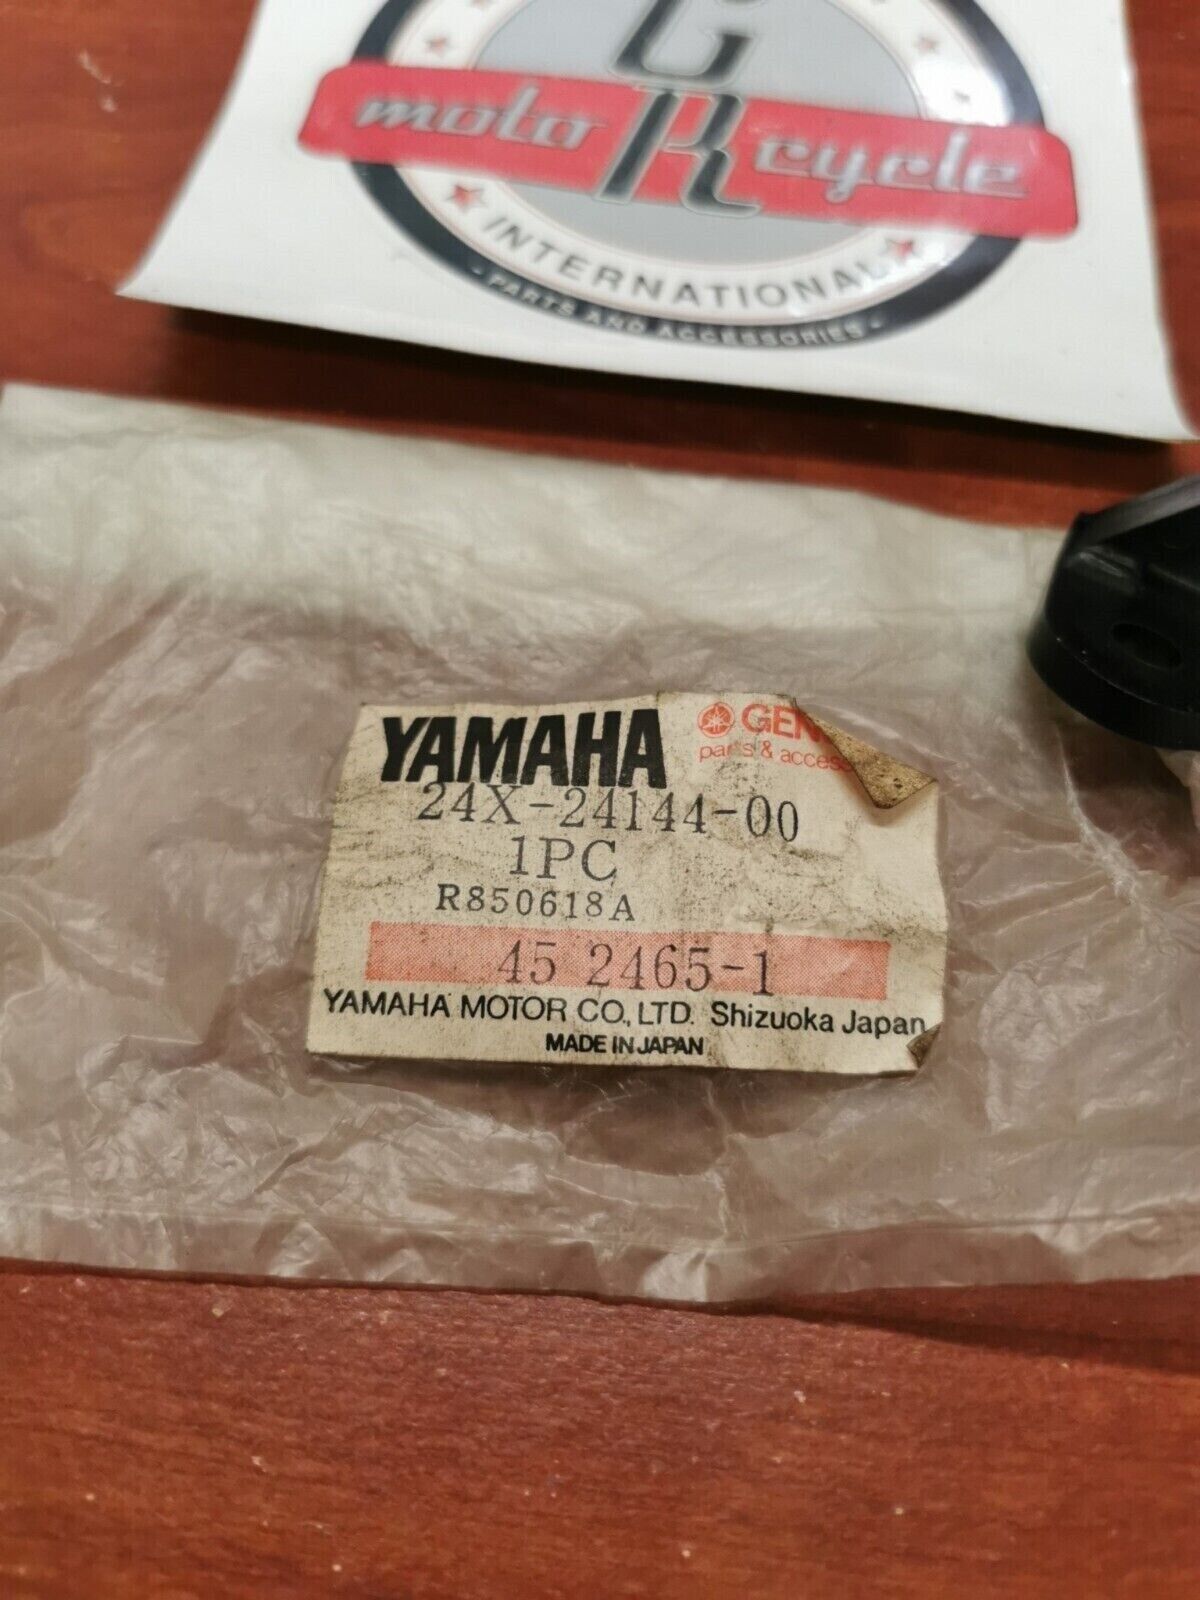 G
moto R cycle
INTERNATIONAL
- PARTS AND ACCESSORIES -
YAMAHA
parts & access
24X-24144-00
1PC
R850618A
45 2465-1
YAMAHA MOTOR CO., LTD. Shizuoka Japan
MADE IN JAPAN